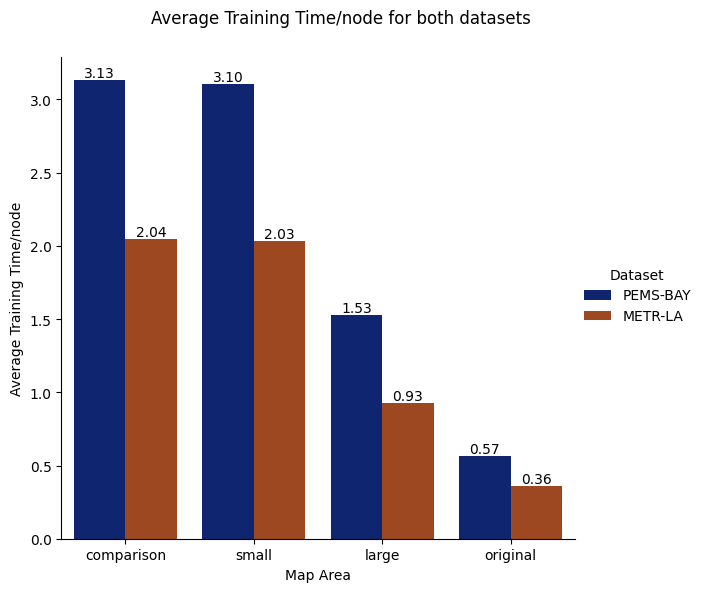 Average Training Time/node for both datasets
Average Training Time/node
3.0
2.5
2.0
1.5
1.0
0.5
0.0
3.13
2.04
3.10
2.03
1.53
0.93
0.57
0.36
comparison
small
large
original
Map Area
Dataset
PEMS-BAY
METR-LA